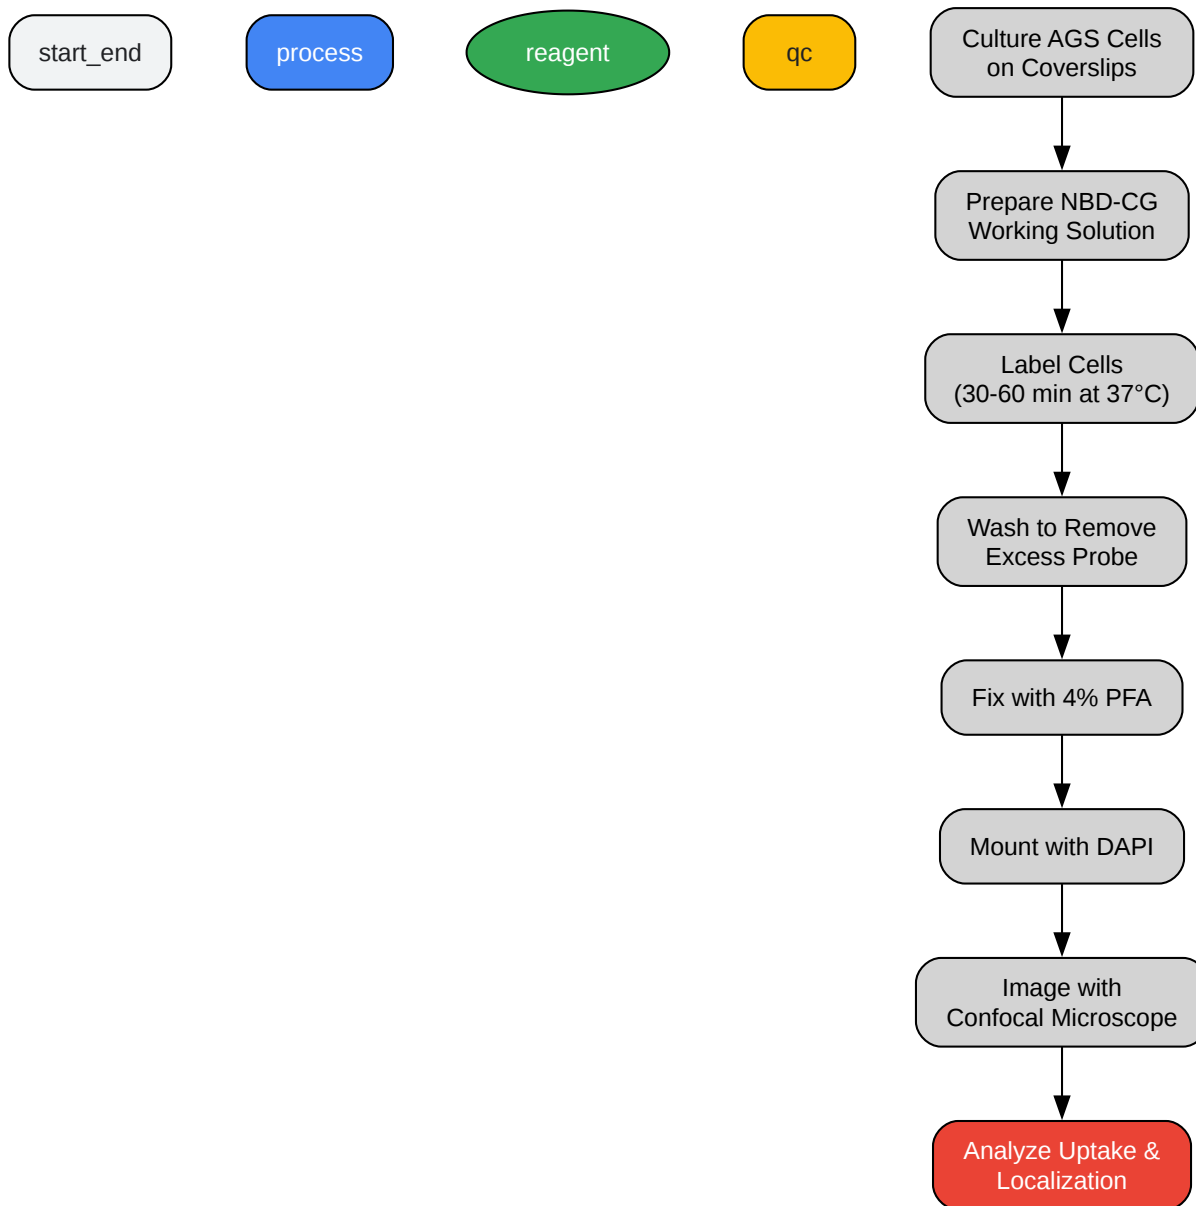 start_end
process
reagent
qc
Culture AGS Cells
on Coverslips
Prepare NBD-CG
Working Solution
Label Cells
(30-60 min at 37°C)
Wash to Remove
Excess Probe
Fix with 4% PFA
Mount with DAPI
Image with
Confocal Microscope
Analyze Uptake &
Localization